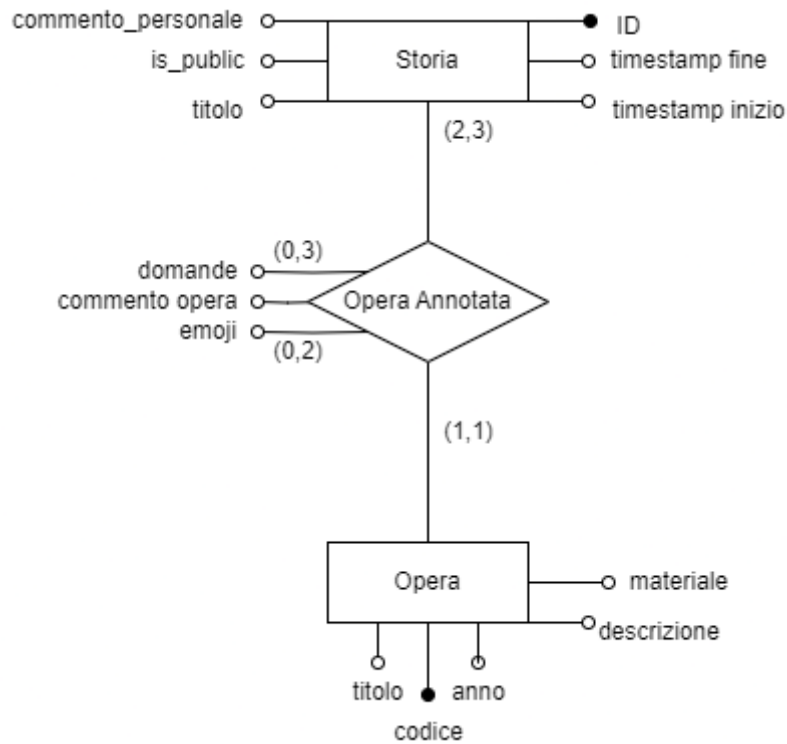 commento_personale
ID
is_public
Storia
timestamp fine
titolo
timestamp inizio
(2,3)
(0,3)
domande
commento opera
Opera Annotata
emoji
(0,2)
(1,1)
Opera
materiale
descrizione
titolo
anno
codice